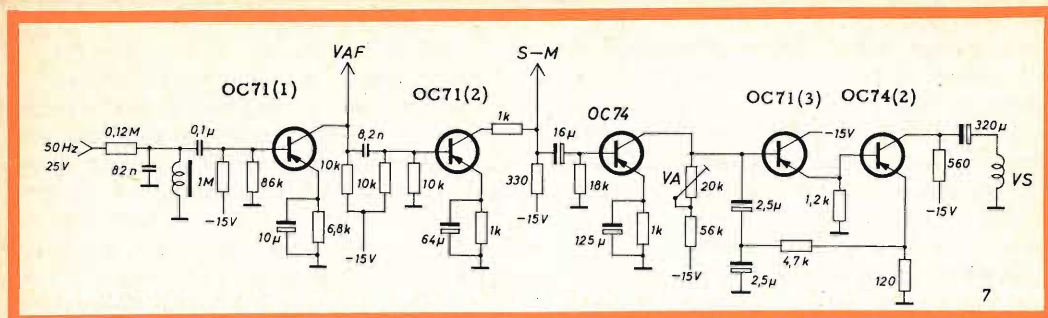 VAF
S-M
OC71(1)
OC71(2)
OC74
OC71(3)
OC74(2)
50Hz
25V
0,12M
82n
1M
0,1µ
-15V
86k
10µ
6,8k
10k
8,2n
10k
-15V
10k
64µ
1k
1k
330
-15V
16µ
18k
125µ
1k
VA
20k
56k
-15V
2,5µ
2,5µ
-15V
1,2k
4,7k
120
560
-15V
320µ
VS
7